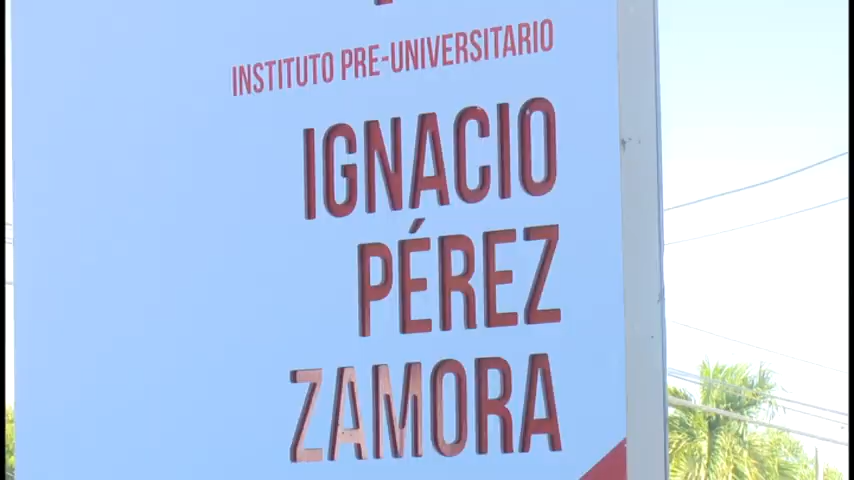 INSTITUTO PRE-UNIVERSITARIO
IGNACIO
PÉREZ
ZAMORA